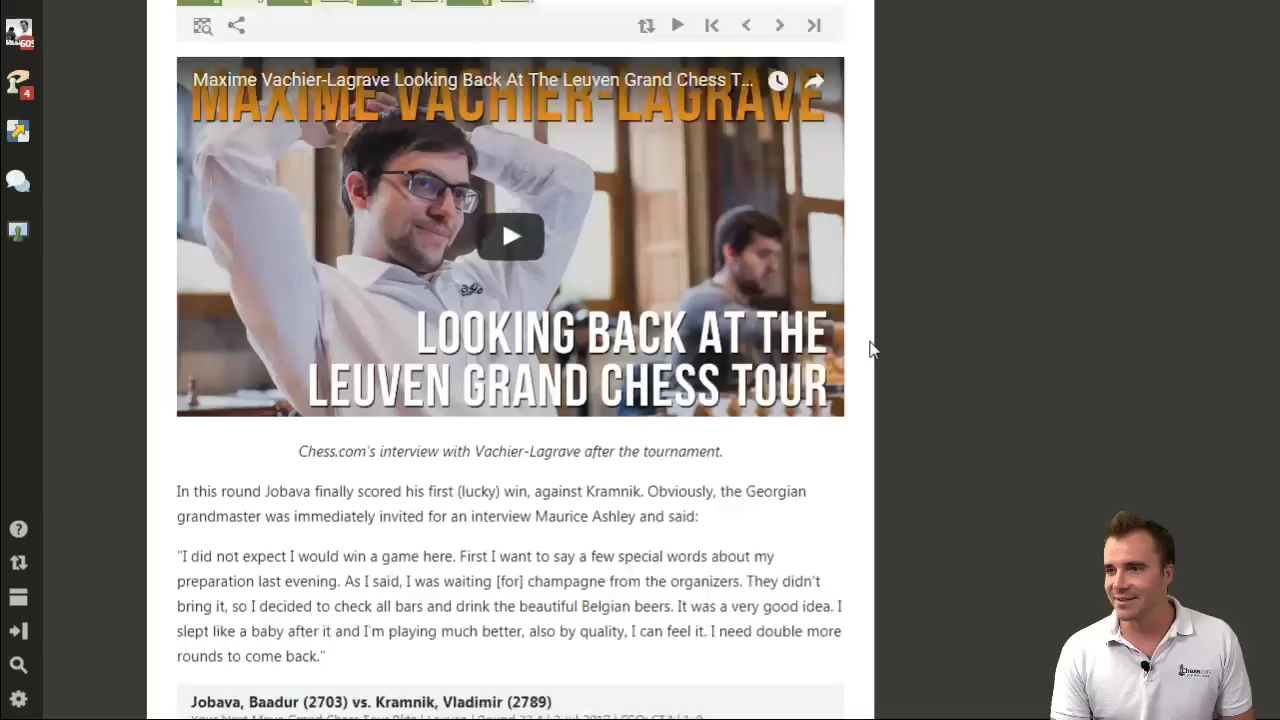 605
4
Maxime Vachier-Lagrave Looking Back At The Leuven Grand Chess T...
MAXIME VACHIER-LAGRAVE
LOOKING BACK AT THE
LEUVEN GRAND CHESS TOUR
Chess.com's interview with Vachier-Lagrave after the tournament.
In this round Jobava finally scored his first (lucky) win, against Kramnik. Obviously, the Georgian
grandmaster was immediately invited for an interview Maurice Ashley and said:
"I did not expect I would win a game here. First I want to say a few special words about my
preparation last evening. As I said, I was waiting [for] champagne from the organizers. They didn't
bring it, so I decided to check all bars and drink the beautiful Belgian beers. It was a very good idea. I
slept like a baby after it and I'm playing much better, also by quality, I can feel it. I need double more
rounds to come back."
Jobava, Baadur (2703) vs. Kramnik, Vladimir (2789)